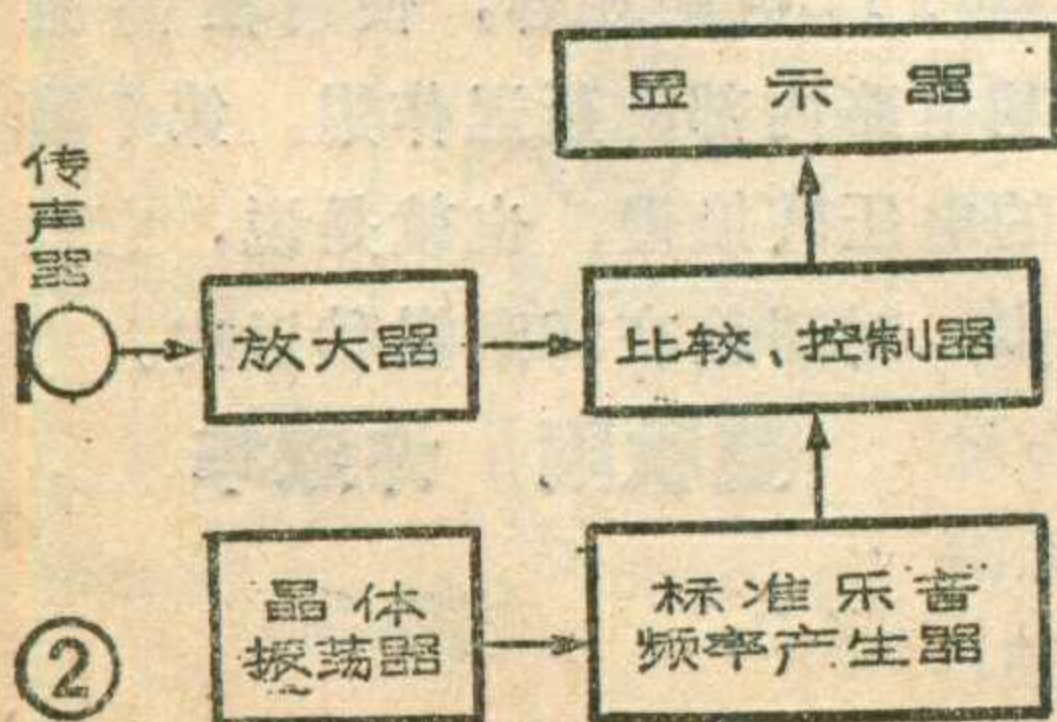 显示器
传声器
放大器
比较、控制器
晶体
振荡器
标准乐音
频率产生器
②